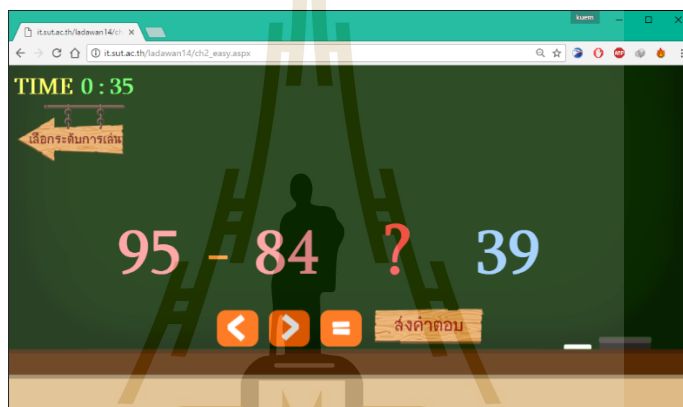 kuem
it.sut.ac.th/ladawan14/ch
it.sut.ac.th/ladawan14/ch2_easy.aspx
TIME 0 : 35
เลือกระดับการเล่น
95 - 84 ? 39
< > = ส่งคำตอบ